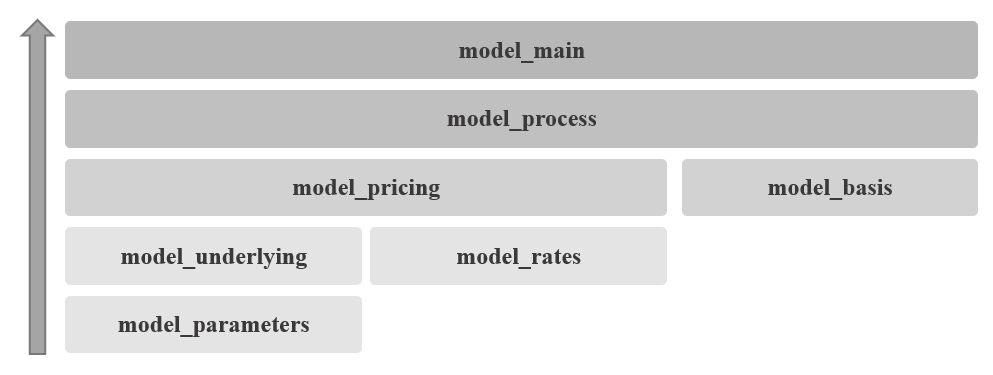 model_main
model_process
model_pricing
model_basis
model_underlying
model_rates
model_parameters